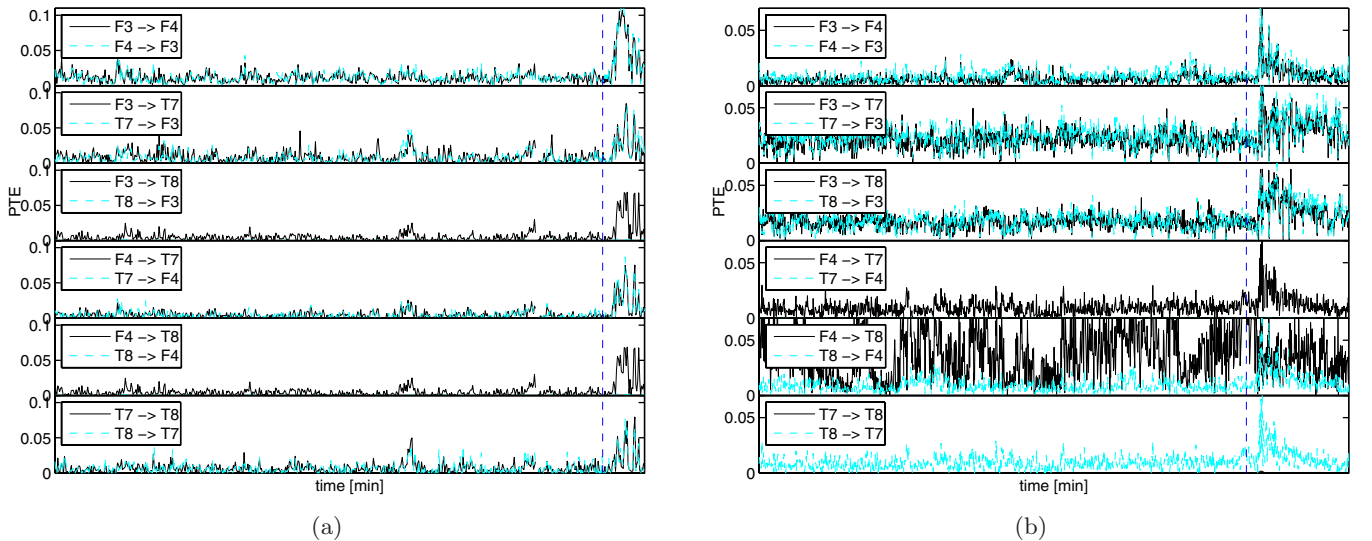 0.1
0.05
0
F3 -> F4
F4 -> F3
0.1
0.05
0
F3 -> T7
T7 -> F3
0.1
0.05
0
F3 -> T8
T8 -> F3
0.1
0.05
0
F4 -> T7
T7 -> F4
0.1
0.05
0
F4 -> T8
T8 -> F4
0.1
0.05
0
T7 -> T8
T8 -> T7
PTE
time [min]
(a)
0.05
0
F3 -> F4
F4 -> F3
0.05
0
F3 -> T7
T7 -> F3
0.05
0
F3 -> T8
T8 -> F3
0.05
0
F4 -> T7
T7 -> F4
0.05
0
F4 -> T8
T8 -> F4
0.05
0
T7 -> T8
T8 -> T7
PTE
time [min]
(b)